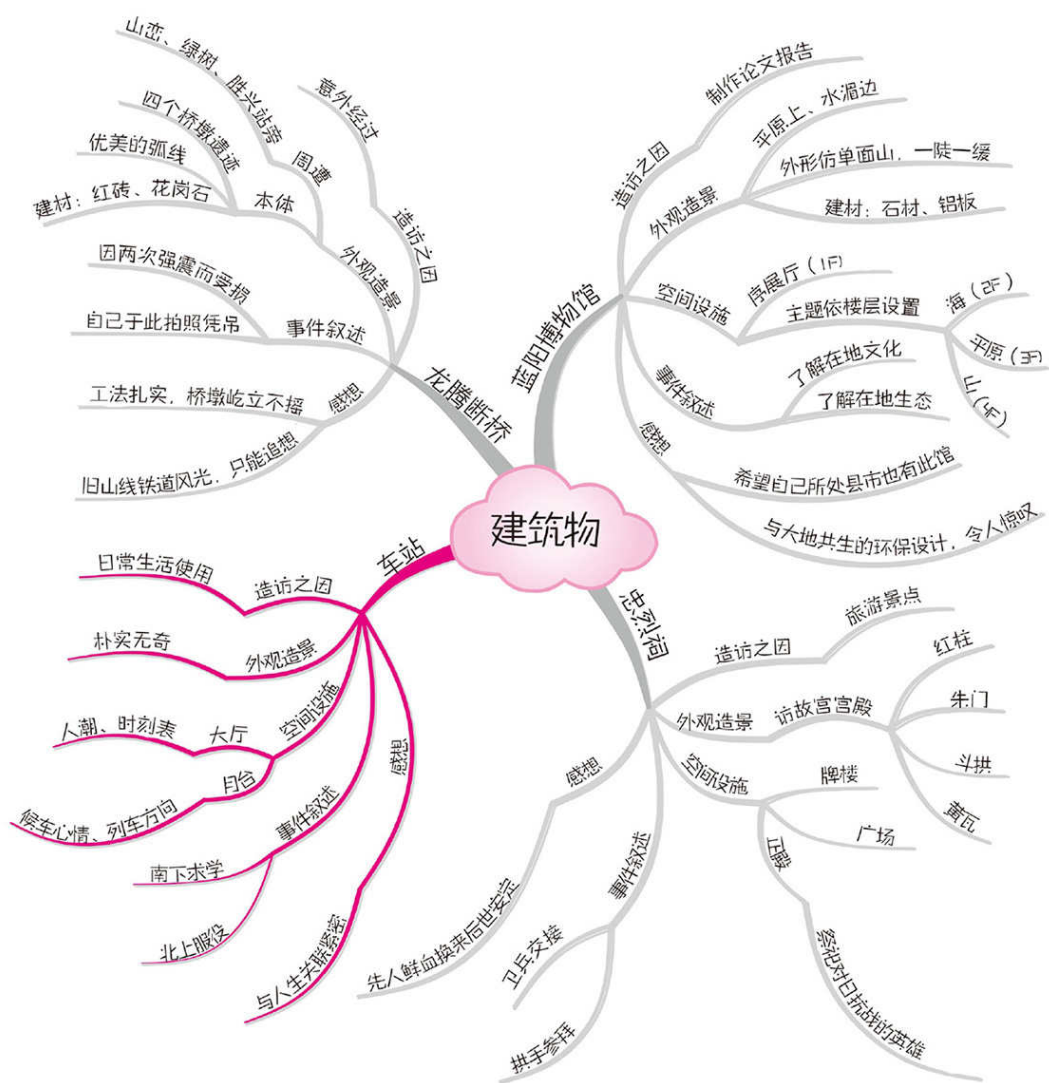 建筑物
蓝阳博物馆
造访之因
制作论文报告
外观造景
平原上、水湄边
外形仿单面山，一陡一缓
建材：石材、铝板
空间设施
序展厅（1F）
主题依楼层设置
海（2F）
平原（3F）
山（4F）
事件叙述
了解在地文化
了解在地生态
感想
希望自己所处县市也有此馆
与大地共生的环保设计，令人惊叹
忠烈祠
造访之因
旅游景点
外观造景
访故宫宫殿
红柱
朱门
斗拱
黄瓦
空间设施
牌楼
广场
正殿
祭祀对日抗战的英雄
事件叙述
卫兵交接
拱手参拜
感想
先人鲜血换来后世安定
车站
造访之因
日常生活使用
外观造景
朴实无奇
空间设施
大厅
人潮、时刻表
月台
候车心情、列车方向
事件叙述
南下求学
北上服役
感想
与人生关联紧密
龙腾断桥
造访之因
意外经过
外观造景
周遭
山峦、绿树、胜兴站旁
本体
四个桥墩遗迹
优美的弧线
建材：红砖、花岗石
事件叙述
因两次强震而受损
自己于此拍照凭吊
感想
工法扎实，桥墩屹立不摇
旧山线铁道风光，只能追想